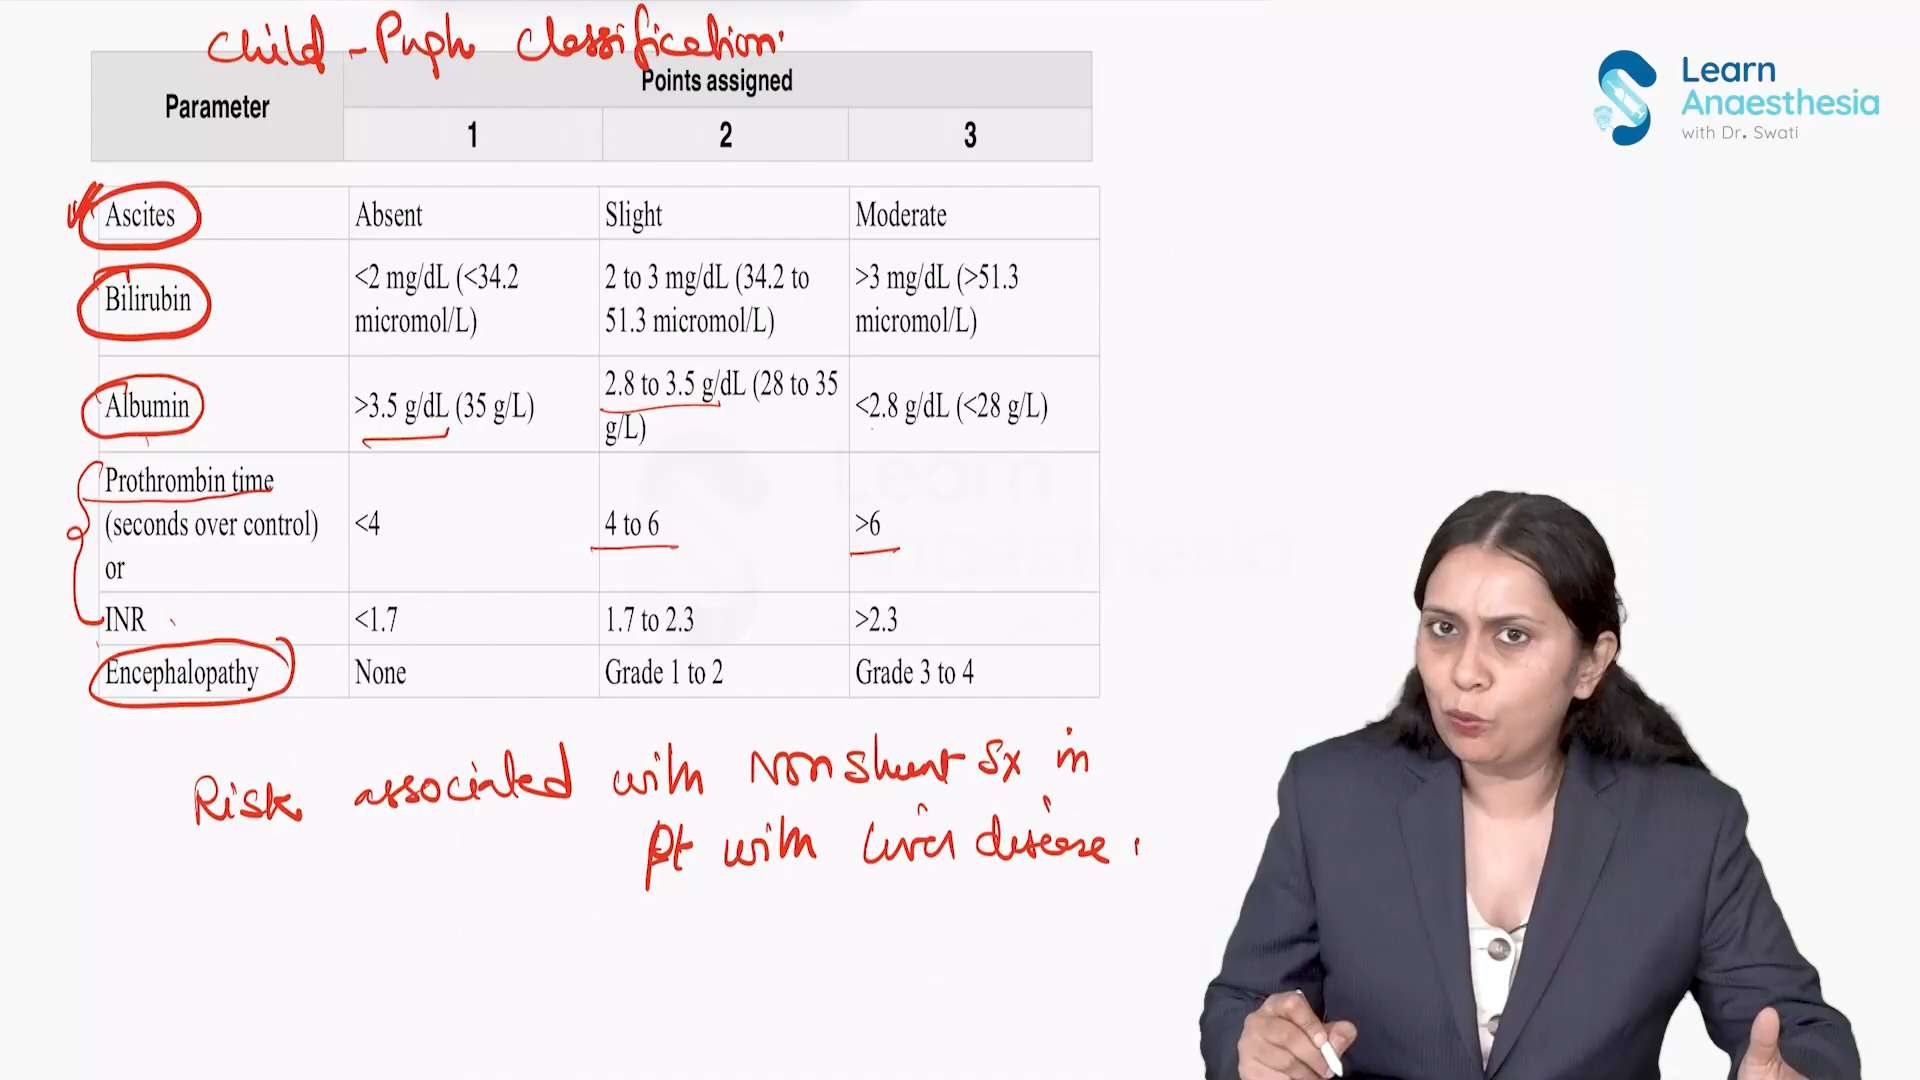 Child-Pugh Classification.
Parameter
Points assigned
1 2 3
Ascites Absent Slight Moderate
Bilirubin <2 mg/dL (<34.2 micromol/L) 2 to 3 mg/dL (34.2 to 51.3 micromol/L) >3 mg/dL (>51.3 micromol/L)
Albumin >3.5 g/dL (35 g/L) 2.8 to 3.5 g/dL (28 to 35 g/L) <2.8 g/dL (<28 g/L)
Prothrombin time (seconds over control) or <4 4 to 6 >6
INR <1.7 1.7 to 2.3 >2.3
Encephalopathy None Grade 1 to 2 Grade 3 to 4
Risk associated with Non Shunt Sx in
Pt with liver disease.
Learn
Anaesthesia
with Dr. Swati